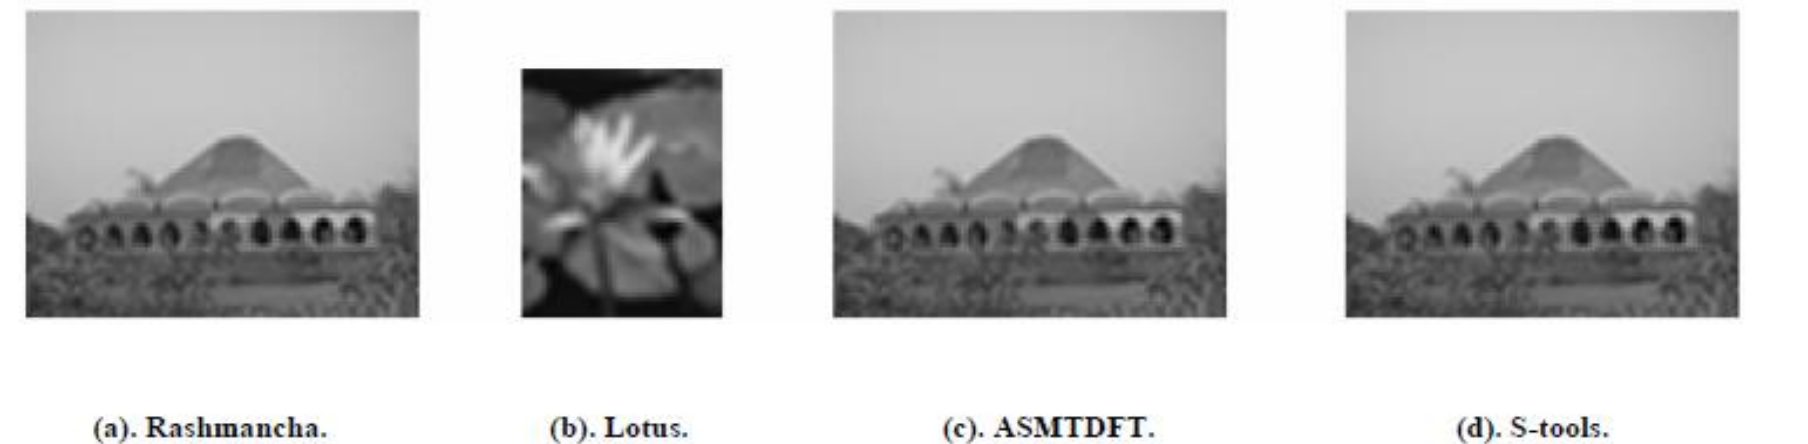 (a). Rashmancha.
(b). Lotus.
(c). ASMTDFT.
(d). S-tools.